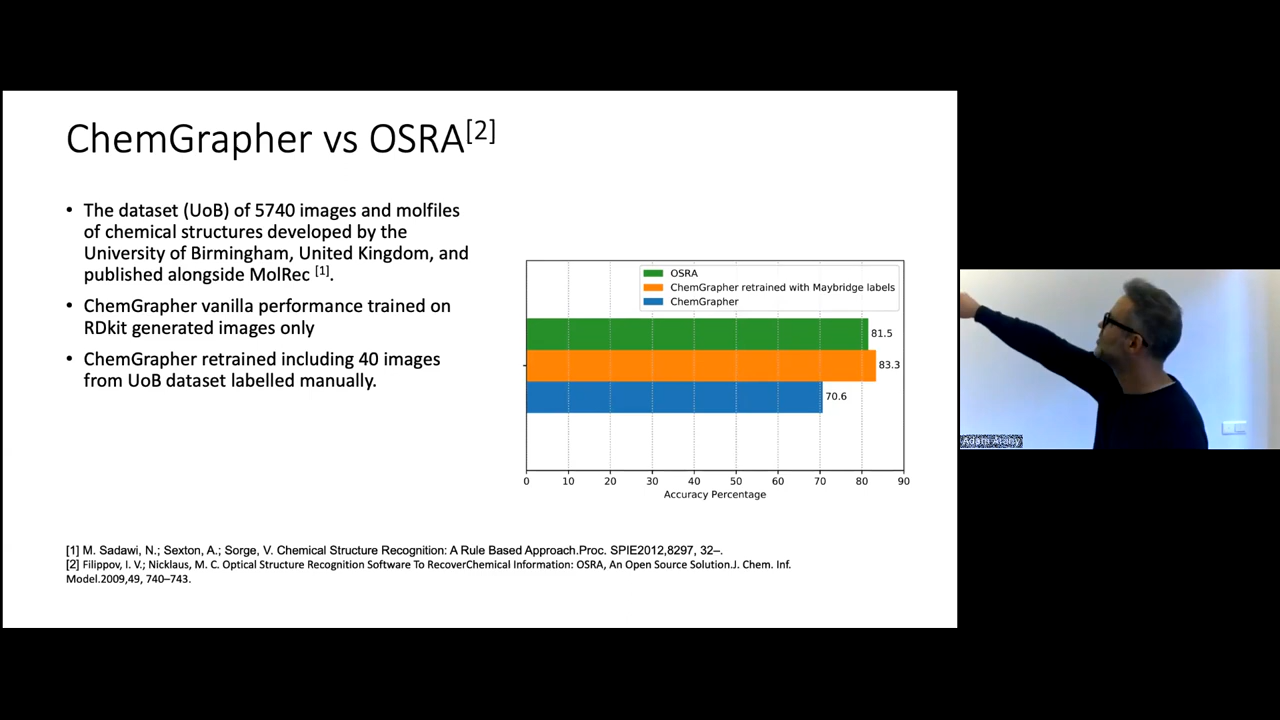 ChemGrapher vs OSRA[2]
• The dataset (UoB) of 5740 images and molfiles
of chemical structures developed by the
University of Birmingham, United Kingdom, and
published alongside MolRec [1].
• ChemGrapher vanilla performance trained on
RDkit generated images only
• ChemGrapher retrained including 40 images
from UoB dataset labelled manually.
OSRA
ChemGrapher retrained with Maybridge labels
ChemGrapher
81.5
83.3
70.6
0 10 20 30 40 50 60 70 80 90
Accuracy Percentage
[1] M. Sadawi, N.; Sexton, A.; Sorge, V. Chemical Structure Recognition: A Rule Based Approach.Proc. SPIE2012,8297, 32–.
[2] Filippov, I. V.; Nicklaus, M. C. Optical Structure Recognition Software To RecoverChemical Information: OSRA, An Open Source Solution.J. Chem. Inf.
Model.2009,49, 740–743.
Adam Arany